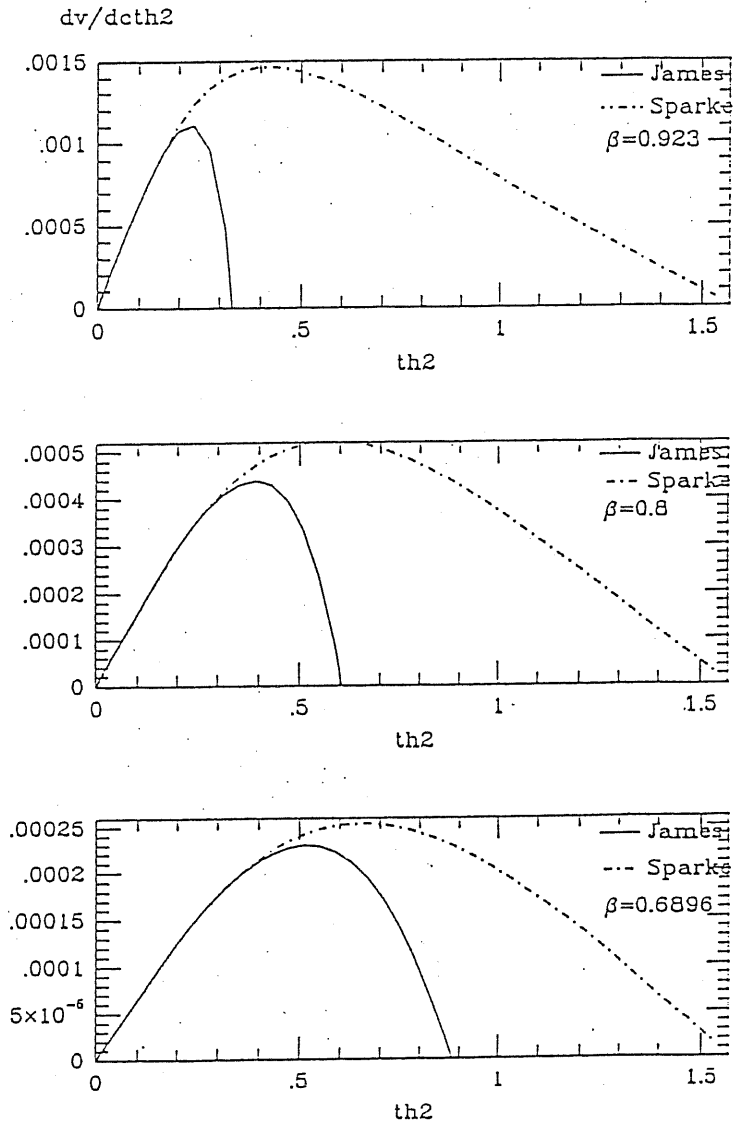 dv/dcth2
.0015
James
Sparke
.001
β=0.923
.0005
0
0 .5 1 1.5
th2
.0005
James
Sparke
.0004
β=0.8
.0003
.0002
.0001
0
0 .5 1 1.5
th2
.00025
James
.0002
Sparke
.00015
β=0.6896
.0001
5×10⁻⁶
0
0 .5 1 1.5
th2